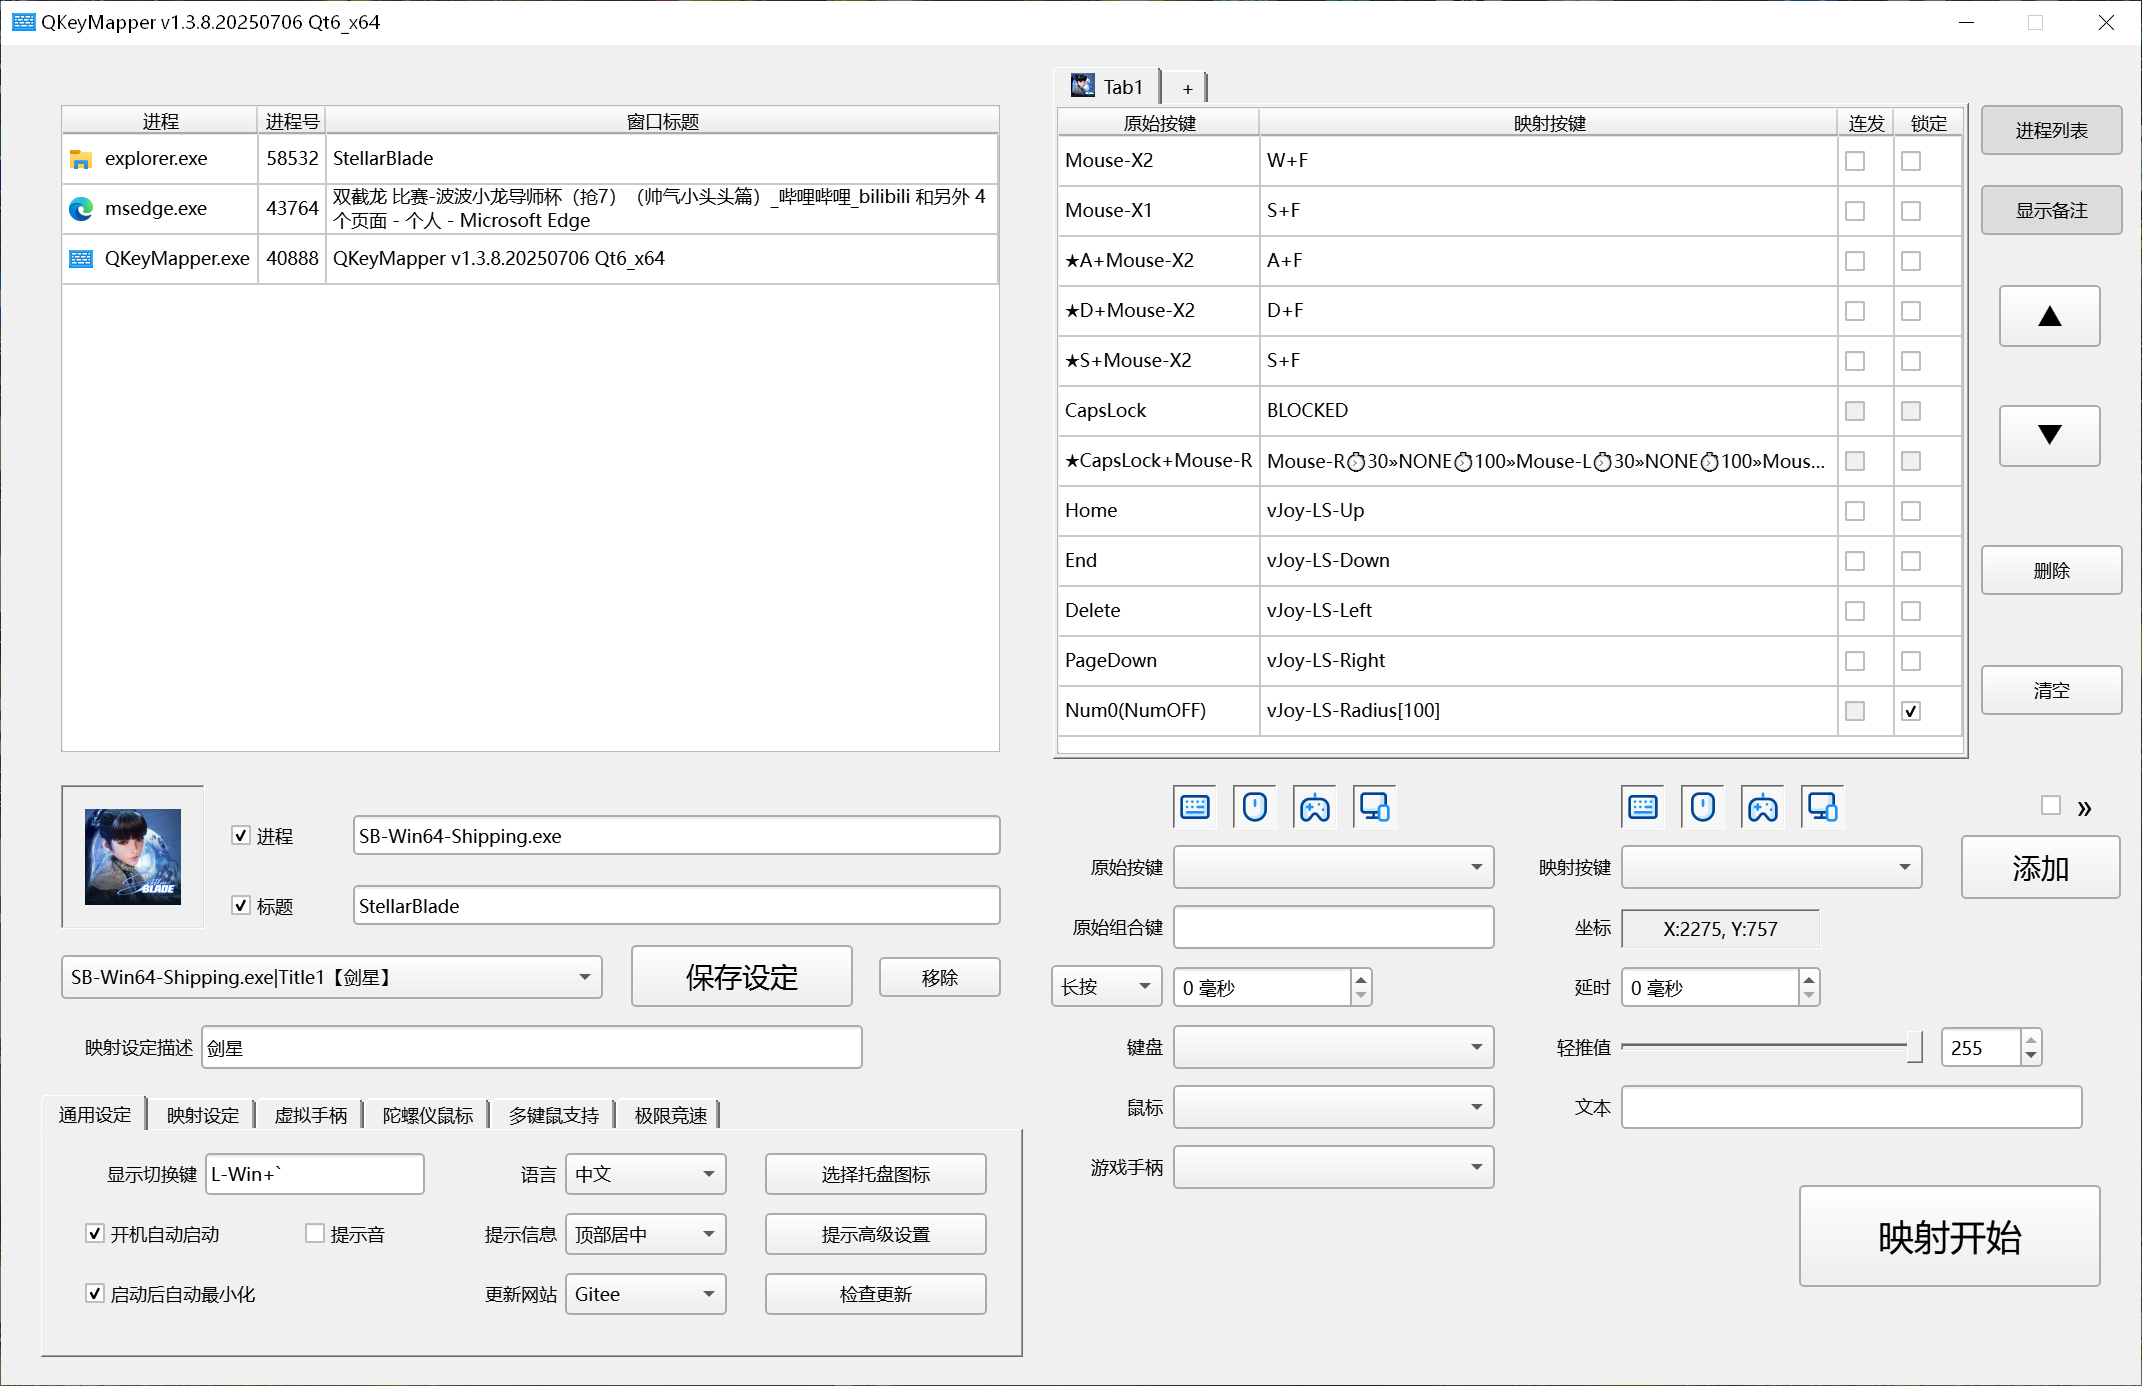 QKeyMapper v1.3.8.20250706 Qt6_x64
进程 进程号 窗口标题
explorer.exe 58532 StellarBlade
msedge.exe 43764 双截龙 比赛-波波小龙导师杯（抢7）（帅气小头头篇）_哔哩哔哩_bilibili 和另外 4
个页面 - 个人 - Microsoft Edge
QKeyMapper.exe 40888 QKeyMapper v1.3.8.20250706 Qt6_x64
Tab1 +
原始按键 映射按键 连发 锁定
Mouse-X2 W+F
Mouse-X1 S+F
★A+Mouse-X2 A+F
★D+Mouse-X2 D+F
★S+Mouse-X2 S+F
CapsLock BLOCKED
★CapsLock+Mouse-R Mouse-R⏱30»NONE⏱100»Mouse-L⏱30»NONE⏱100»Mous...
Home vJoy-LS-Up
End vJoy-LS-Down
Delete vJoy-LS-Left
PageDown vJoy-LS-Right
Num0(NumOFF) vJoy-LS-Radius[100]
进程列表
显示备注
▲
▼
删除
清空
BLADE
进程 SB-Win64-Shipping.exe
标题 StellarBlade
SB-Win64-Shipping.exe|Title1【剑星】 保存设定 移除
映射设定描述 剑星
通用设定 映射设定 虚拟手柄 陀螺仪鼠标 多键鼠支持 极限竞速
显示切换键 L-Win+` 语言 中文 选择托盘图标
开机自动启动 提示音 提示信息 顶部居中 提示高级设置
启动后自动最小化 更新网站 Gitee 检查更新
»
原始按键 映射按键 添加
原始组合键 坐标 X:2275, Y:757
长按 0 毫秒 延时 0 毫秒
键盘 轻推值 255
鼠标 文本
游戏手柄
映射开始